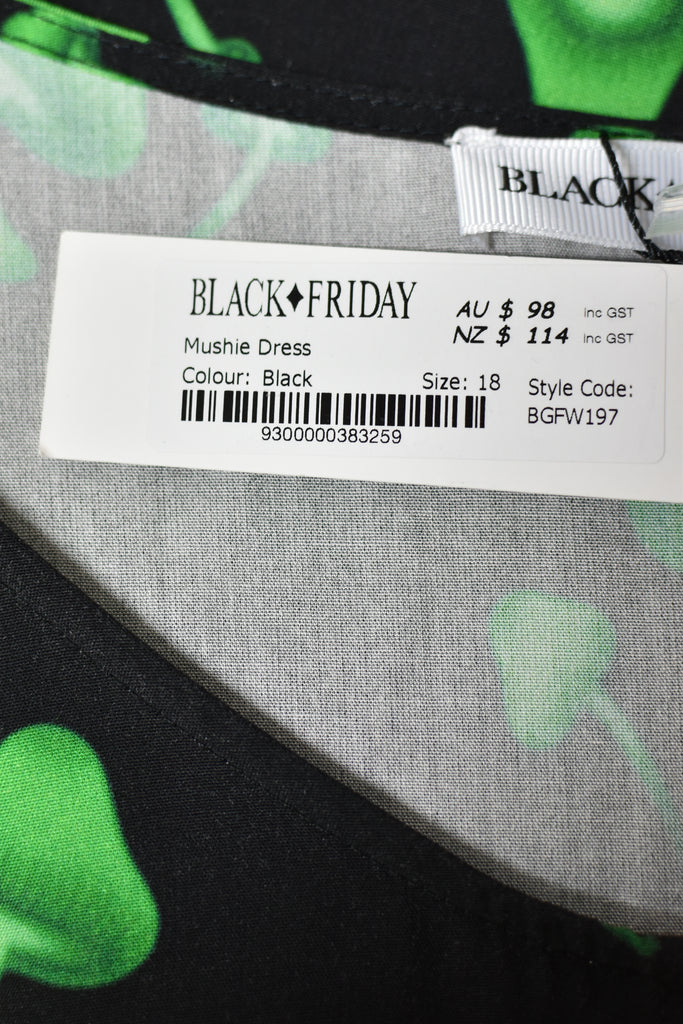 BLACK
BLACK♦FRIDAY
AU $ 98 inc GST
NZ $ 114 inc GST
Mushie Dress
Colour: Black Size: 18
Style Code:
BGFW197
9300000383259